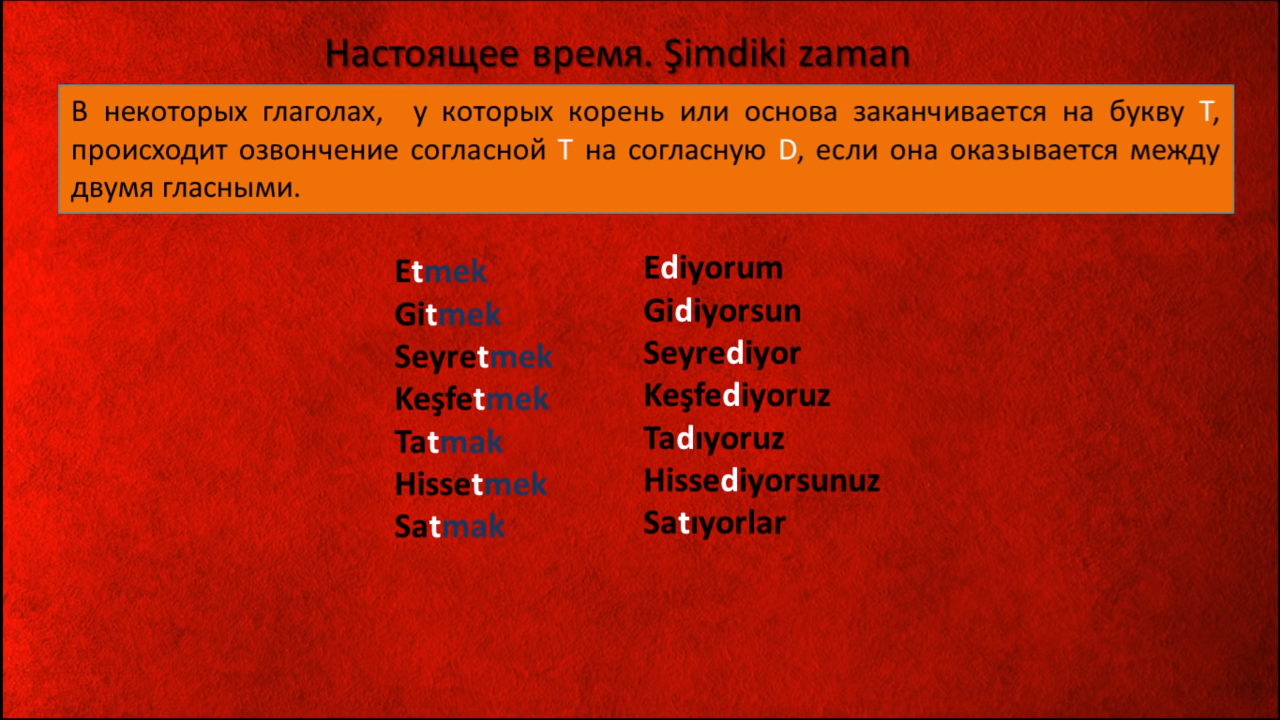 Настоящее время. Şimdiki zaman
В некоторых глаголах, у которых корень или основа заканчивается на букву Т,
происходит озвончение согласной Т на согласную D, если она оказывается между
двумя гласными.
Etmek
Gitmek
Seyretmek
Keşfetmek
Tatmak
Hissetmek
Satmak
Ediyorum
Gidiyorsun
Seyrediyor
Keşfediyoruz
Tadıyoruz
Hissediyorsunuz
Satıyorlar